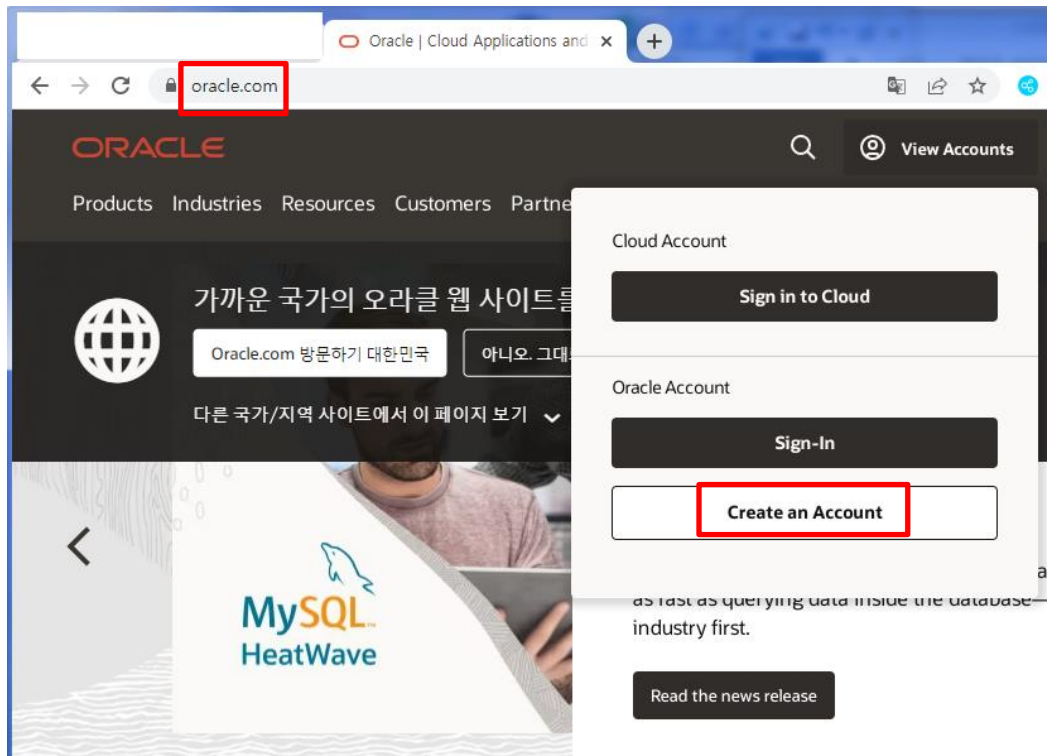 Oracle | Cloud Applications and
oracle.com
ORACLE
View Accounts
Products Industries Resources Customers Partne
Cloud Account
Sign in to Cloud
가까운 국가의 오라클 웹 사이트를
Oracle.com 방문하기 대한민국
아니오. 그대로
다른 국가/지역 사이트에서 이 페이지 보기
Oracle Account
Sign-In
Create an Account
MySQL
HeatWave
as fast as querying data inside the database—
industry first.
Read the news release